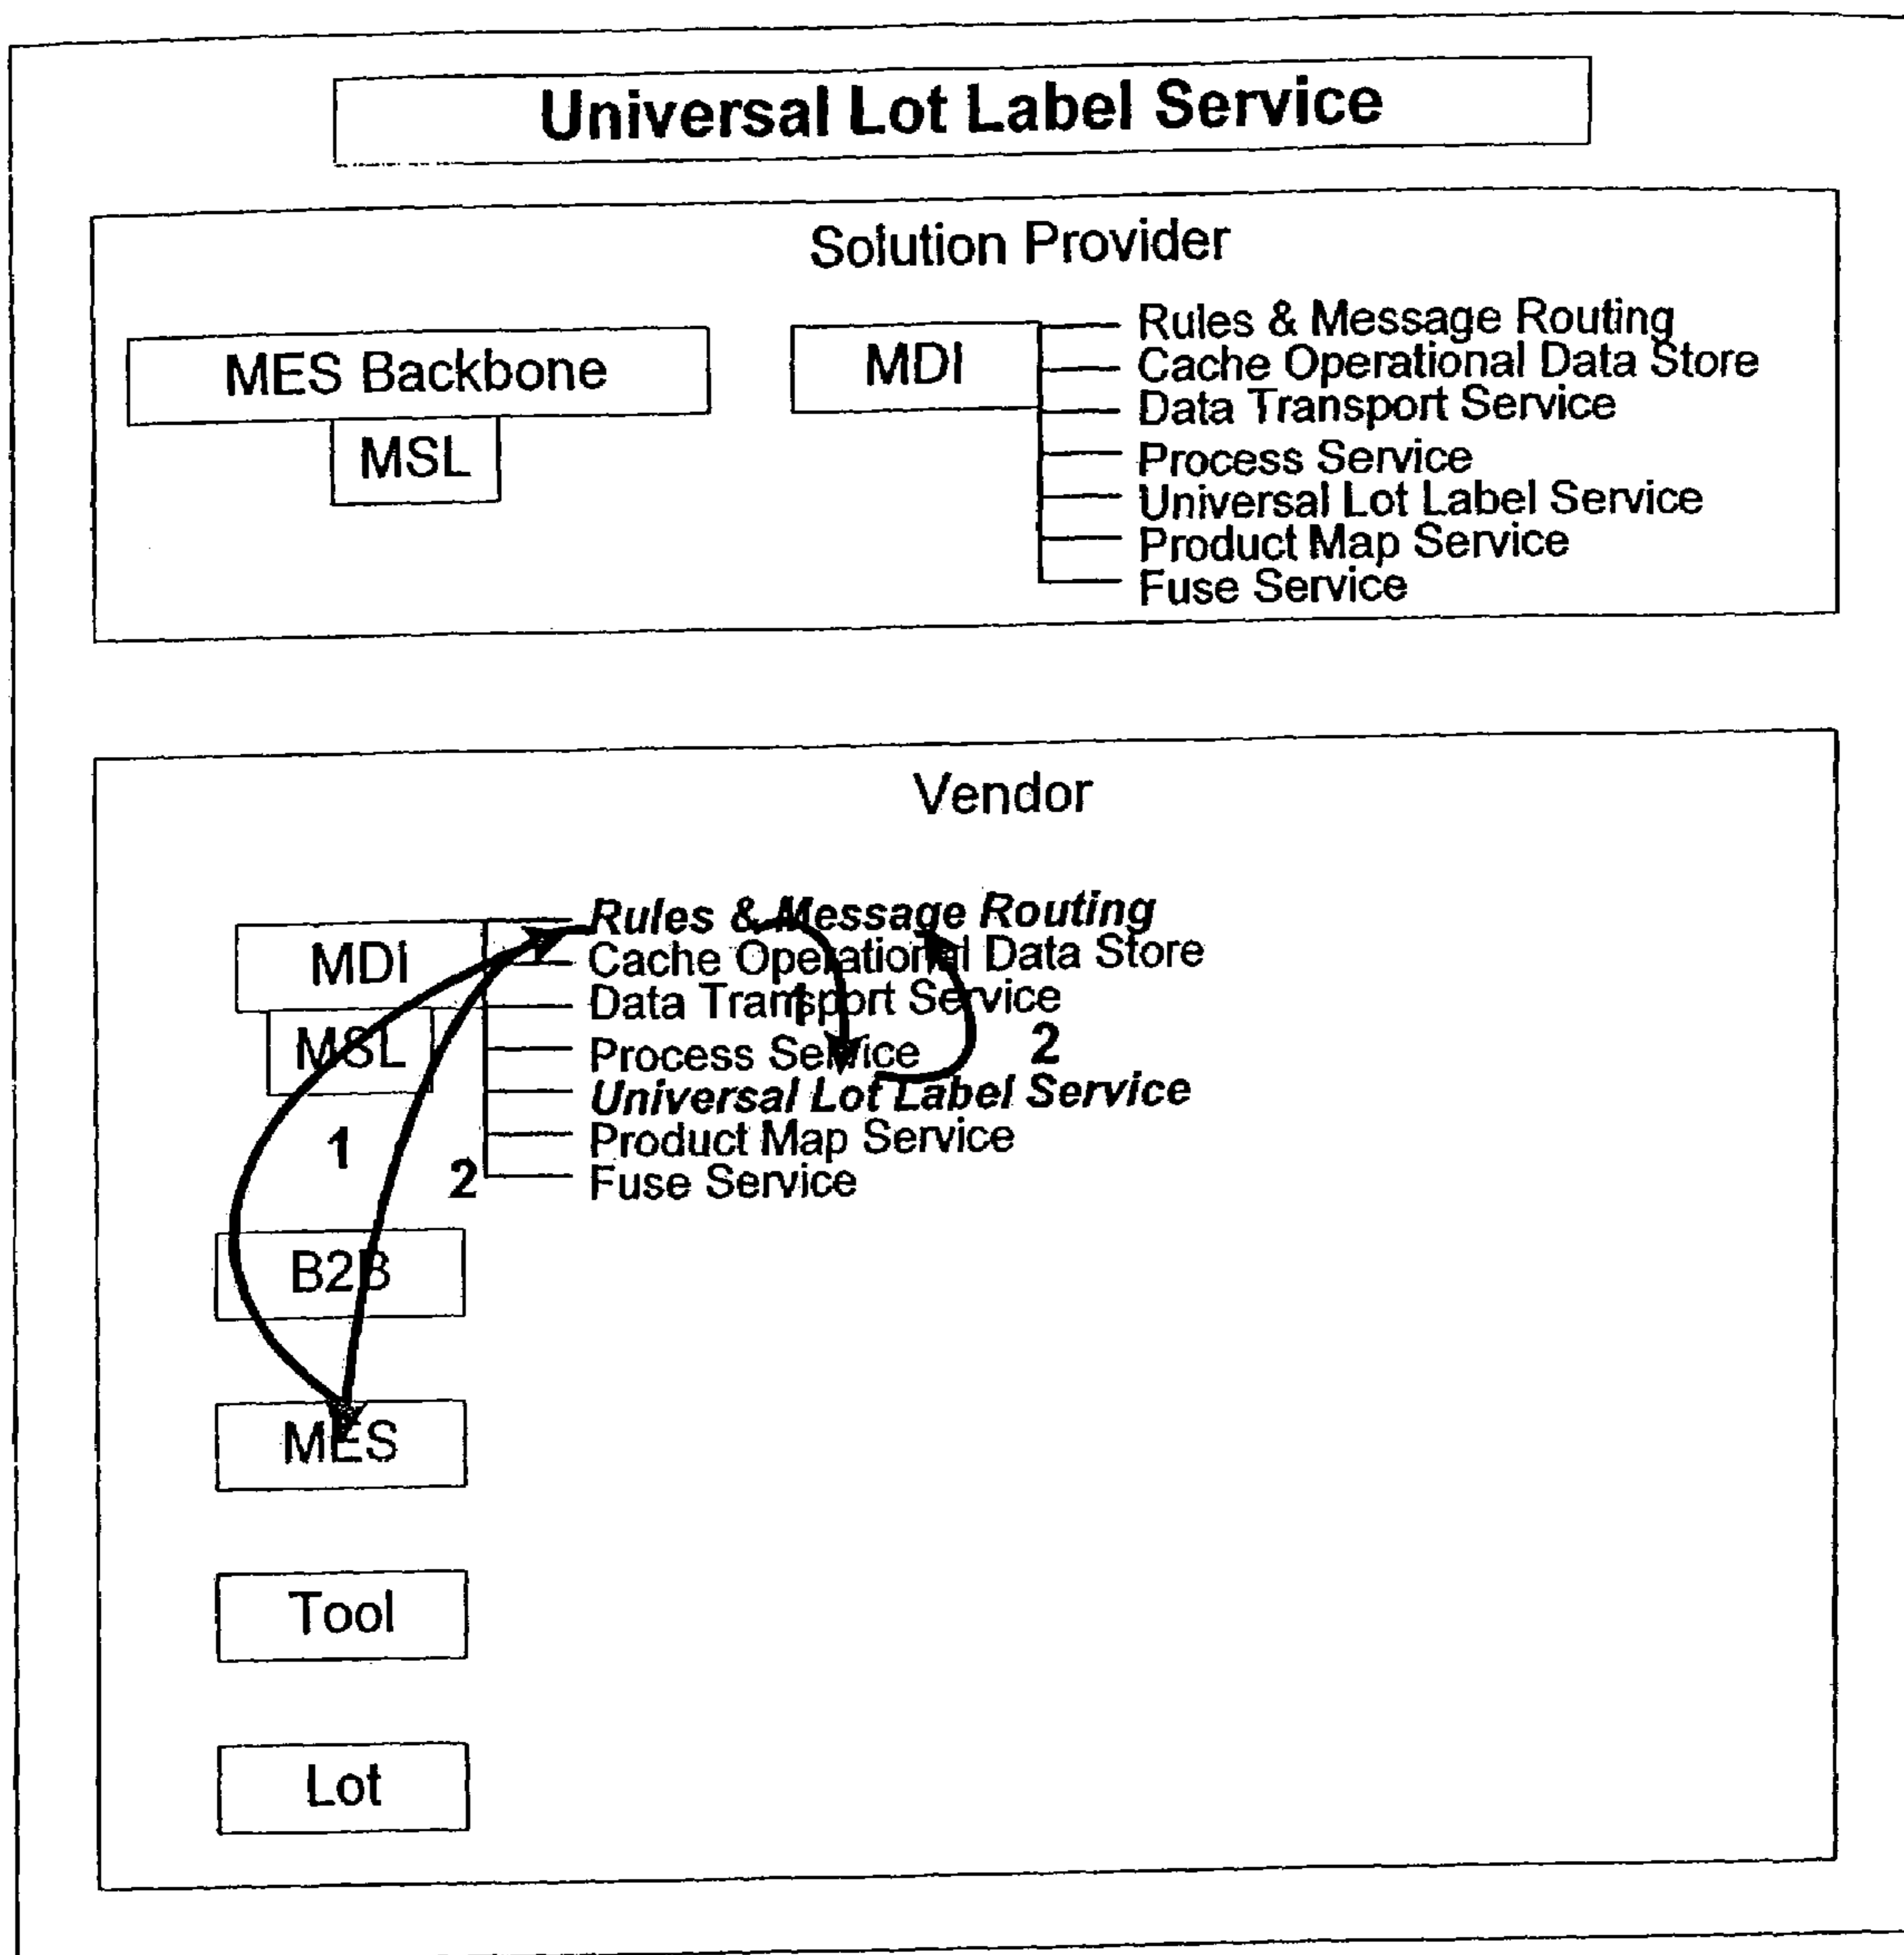 Universal Lot Label Service
Solution Provider
MES Backbone
MSL
MDI
Rules & Message Routing
Cache Operational Data Store
Data Transport Service
Process Service
Universal Lot Label Service
Product Map Service
Fuse Service
Vendor
MDI
MSL
Rules & Message Routing
Cache Operational Data Store
Data Transport Service
1
Process Service
2
Universal Lot Label Service
Product Map Service
Fuse Service
1
2
B2B
MES
Tool
Lot